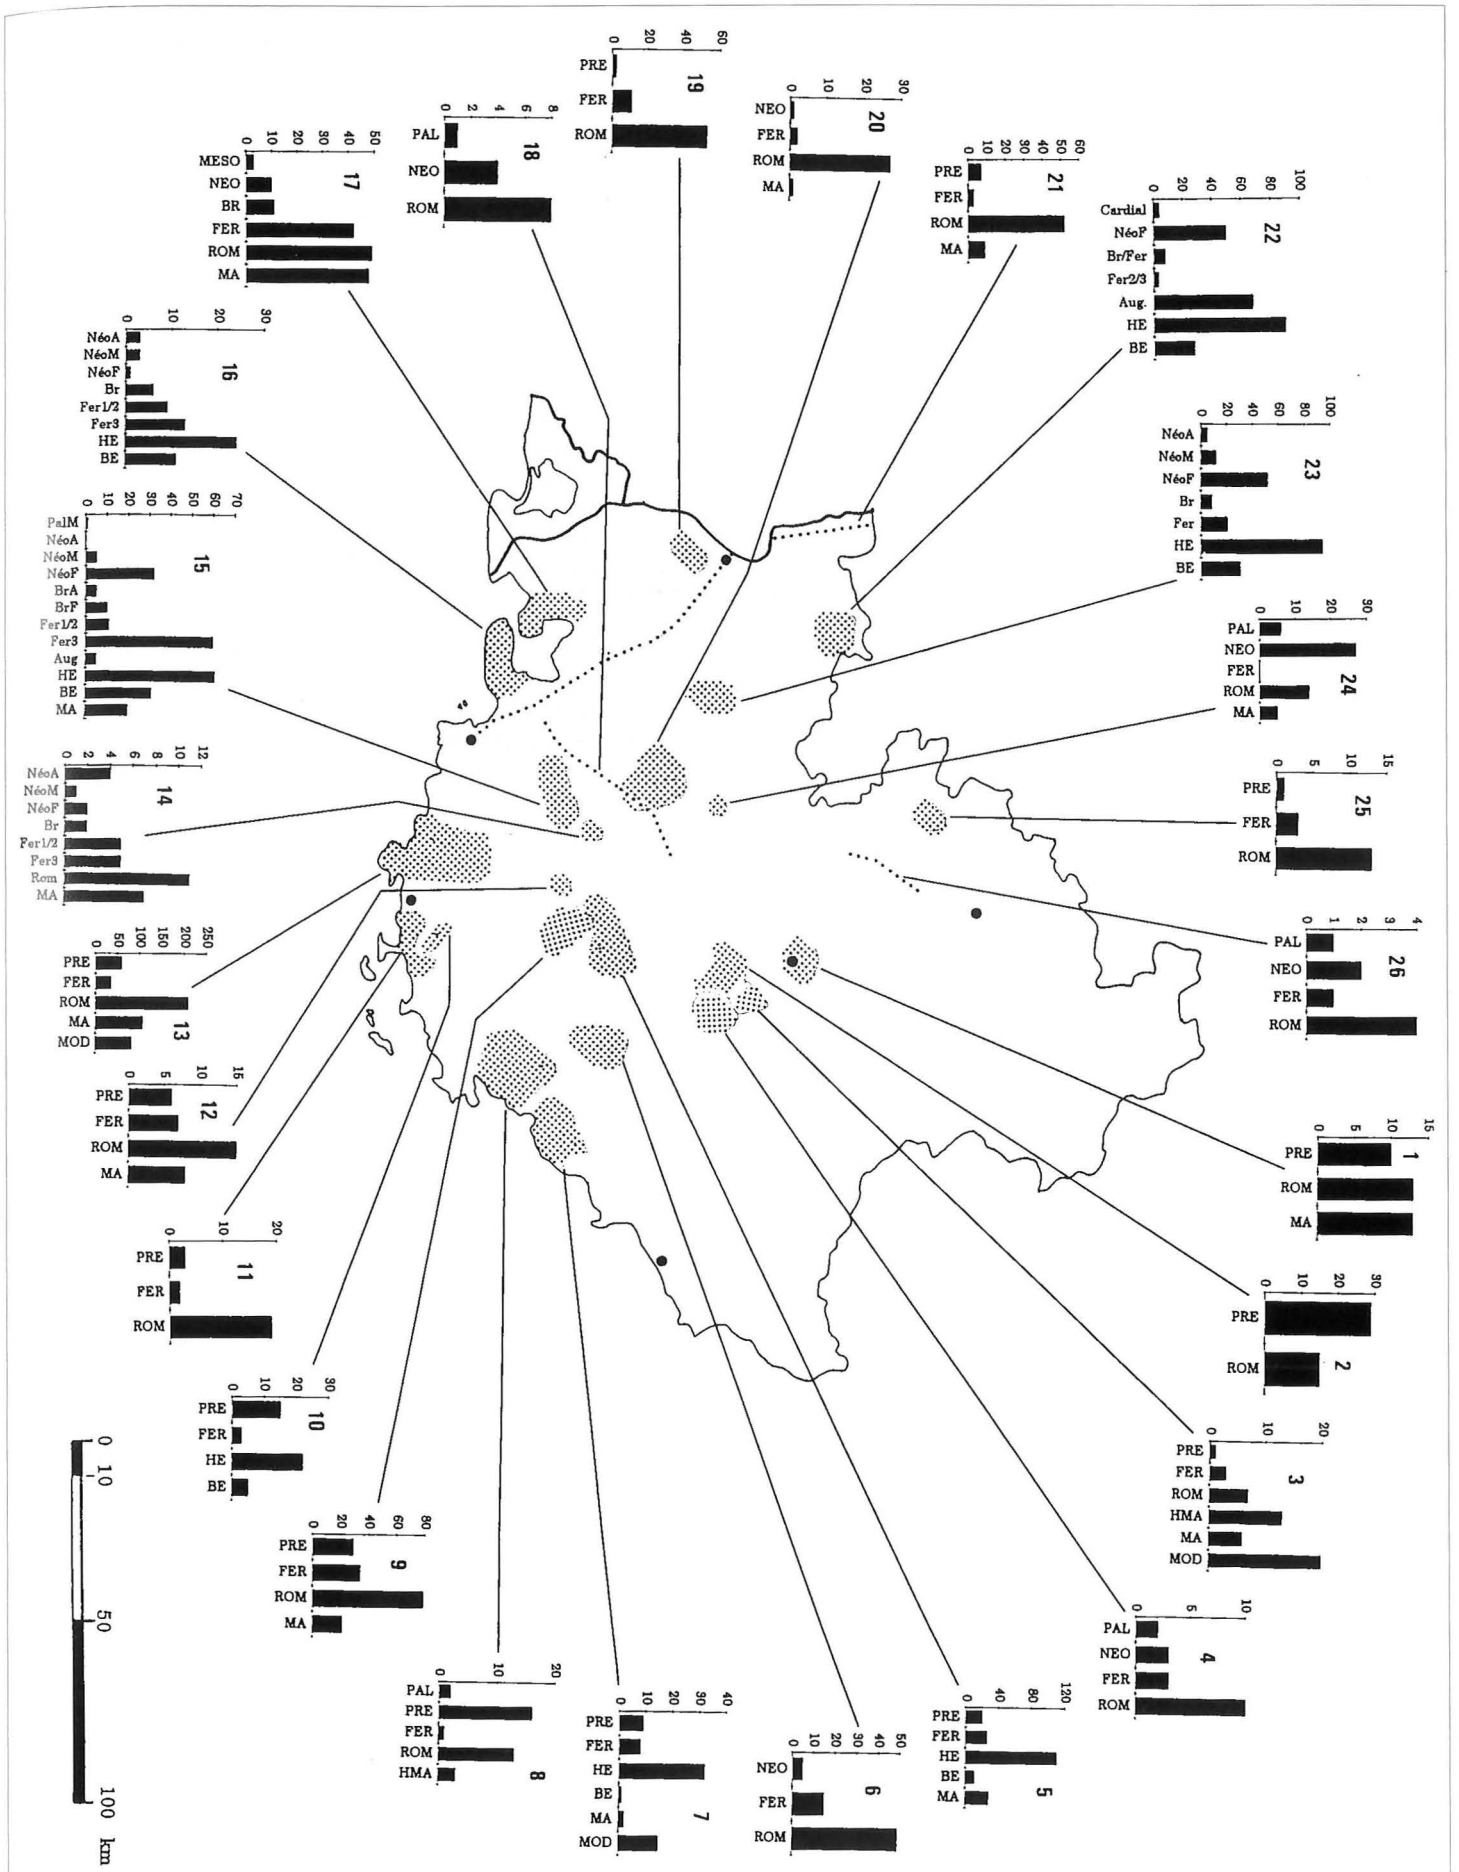 0 20 40 60
19
PRE
FER
ROM
0 10 20 30
20
NEO
FER
ROM
MA
0 2 4 6 8
18
PAL
NEO
ROM
0 10 20 30 40 50
17
MESO
NEO
BR
FER
ROM
MA
0 10 20 30 40 50 60
21
PRE
FER
ROM
MA
0 20 40 60 80 100
22
Cardial
NéoF
Br/Fer
Fer2/3
Aug.
HE
BE
0 10 20 30
16
NéoA
NéoM
NéoF
Br
Fer1/2
Fer3
HE
BE
0 20 40 60 80 100
23
NéoA
NéoM
NéoF
Br
Fer
HE
BE
0 10 20 30 40 50 60 70
15
PalM
NéoA
NéoM
NéoF
BrA
BrF
Fer1/2
Fer3
Aug
HE
BE
MA
0 10 20 30
24
PAL
NEO
FER
ROM
MA
0 2 4 6 8 10 12
14
NéoA
NéoM
NéoF
Br
Fer1/2
Fer3
Rom
MA
0 5 10 15
25
PRE
FER
ROM
0 50 100 150 200 250
13
PRE
FER
ROM
MA
MOD
0 1 2 3 4
26
PAL
NEO
FER
ROM
0 5 10 15
12
PRE
FER
ROM
MA
0 5 10 15
1
PRE
ROM
MA
0 10 20
11
PRE
FER
ROM
0 10 20 30
2
PRE
ROM
0 10 20 30
10
PRE
FER
HE
BE
0 10 20
3
PRE
FER
ROM
HMA
MA
MOD
0 20 40 60 80
9
PRE
FER
ROM
MA
0 5 10
4
PAL
NEO
FER
ROM
0 10 20
8
PAL
PRE
FER
ROM
HMA
0 10 20 30 40
7
PRE
FER
HE
BE
MA
MOD
0 10 20 30 40 50
6
NEO
FER
ROM
0 40 80 120
5
PRE
FER
HE
BE
MA
0 10 50 100 km